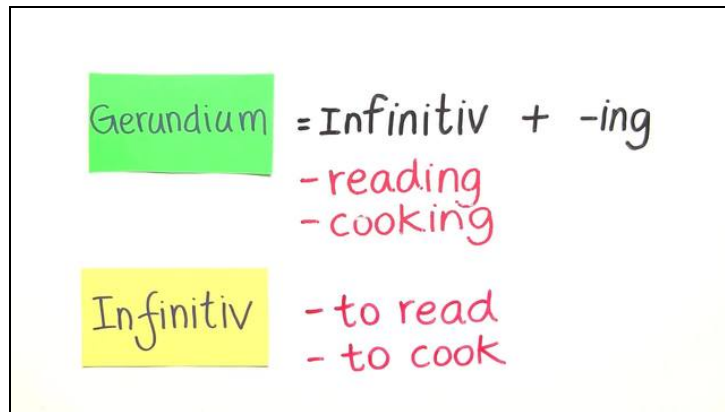 Gerundium = Infinitiv + -ing
- reading
- cooking
Infinitiv - to read
- to cook